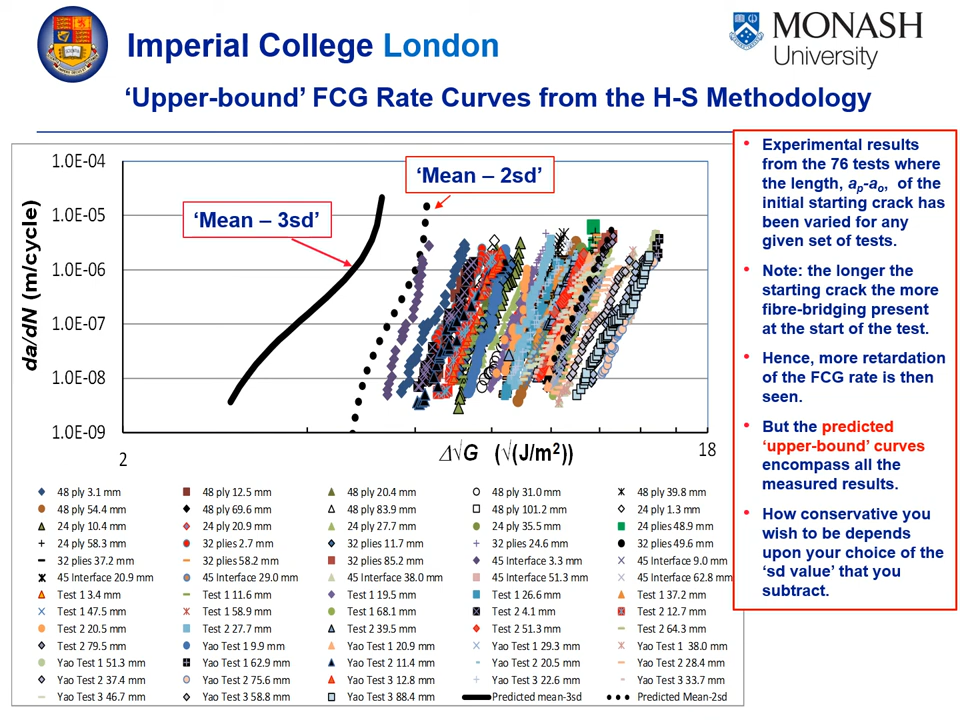 Imperial College London
MONASH
University
‘Upper-bound’ FCG Rate Curves from the H-S Methodology
1.0E-04
1.0E-05
1.0E-06
1.0E-07
1.0E-08
1.0E-09
da/dN (m/cycle)
‘Mean – 3sd’
‘Mean – 2sd’
2
Δ√G (√(J/m²))
18
48 ply 3.1 mm
48 ply 12.5 mm
48 ply 20.4 mm
48 ply 31.0 mm
48 ply 39.8 mm
48 ply 54.4 mm
48 ply 69.6 mm
48 ply 83.9 mm
48 ply 101.2 mm
24 ply 1.3 mm
24 ply 10.4 mm
24 ply 20.9 mm
24 ply 27.7 mm
24 ply 35.5 mm
24 plies 48.9 mm
24 ply 58.3 mm
32 plies 2.7 mm
32 plies 11.7 mm
32 plies 24.6 mm
32 plies 49.6 mm
32 plies 37.2 mm
32 plies 58.2 mm
32 plies 85.2 mm
45 Interface 3.3 mm
45 Interface 9.0 mm
45 Interface 20.9 mm
45 Interface 29.0 mm
45 Interface 38.0 mm
45 Interface 51.3 mm
45 Interface 62.8 mm
Test 1 3.4 mm
Test 1 11.6 mm
Test 1 19.5 mm
Test 1 26.6 mm
Test 1 37.2 mm
Test 1 47.5 mm
Test 1 58.9 mm
Test 1 68.1 mm
Test 2 4.1 mm
Test 2 12.7 mm
Test 2 20.5 mm
Test 2 27.7 mm
Test 2 39.5 mm
Test 2 51.3 mm
Test 2 64.3 mm
Test 2 79.5 mm
Yao Test 1 9.9 mm
Yao Test 1 20.9 mm
Yao Test 1 29.3 mm
Yao Test 1 38.0 mm
Yao Test 1 51.3 mm
Yao Test 1 62.9 mm
Yao Test 2 11.4 mm
Yao Test 2 20.5 mm
Yao Test 2 28.4 mm
Yao Test 2 37.4 mm
Yao Test 2 75.6 mm
Yao Test 3 12.8 mm
Yao Test 3 22.6 mm
Yao Test 3 33.7 mm
Yao Test 3 46.7 mm
Yao Test 3 58.8 mm
Yao Test 3 88.4 mm
Predicted mean-3sd
Predicted Mean-2sd
• Experimental results
from the 76 tests where
the length, ap-ao, of the
initial starting crack has
been varied for any
given set of tests.
• Note: the longer the
starting crack the more
fibre-bridging present
at the start of the test.
• Hence, more retardation
of the FCG rate is then
seen.
• But the predicted
‘upper-bound’ curves
encompass all the
measured results.
• How conservative you
wish to be depends
upon your choice of the
‘sd value’ that you
subtract.